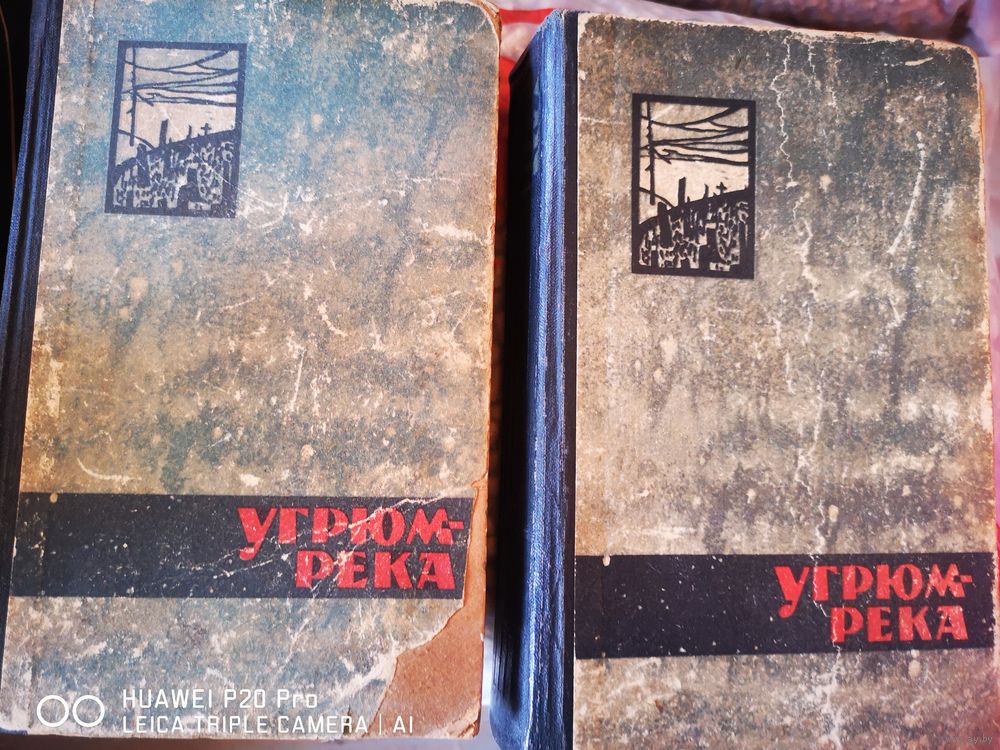 УГРЮМ-
РЕКА
УГРЮМ-
РЕКА
HUAWEI P20 Pro
LEICA TRIPLE CAMERA | AI